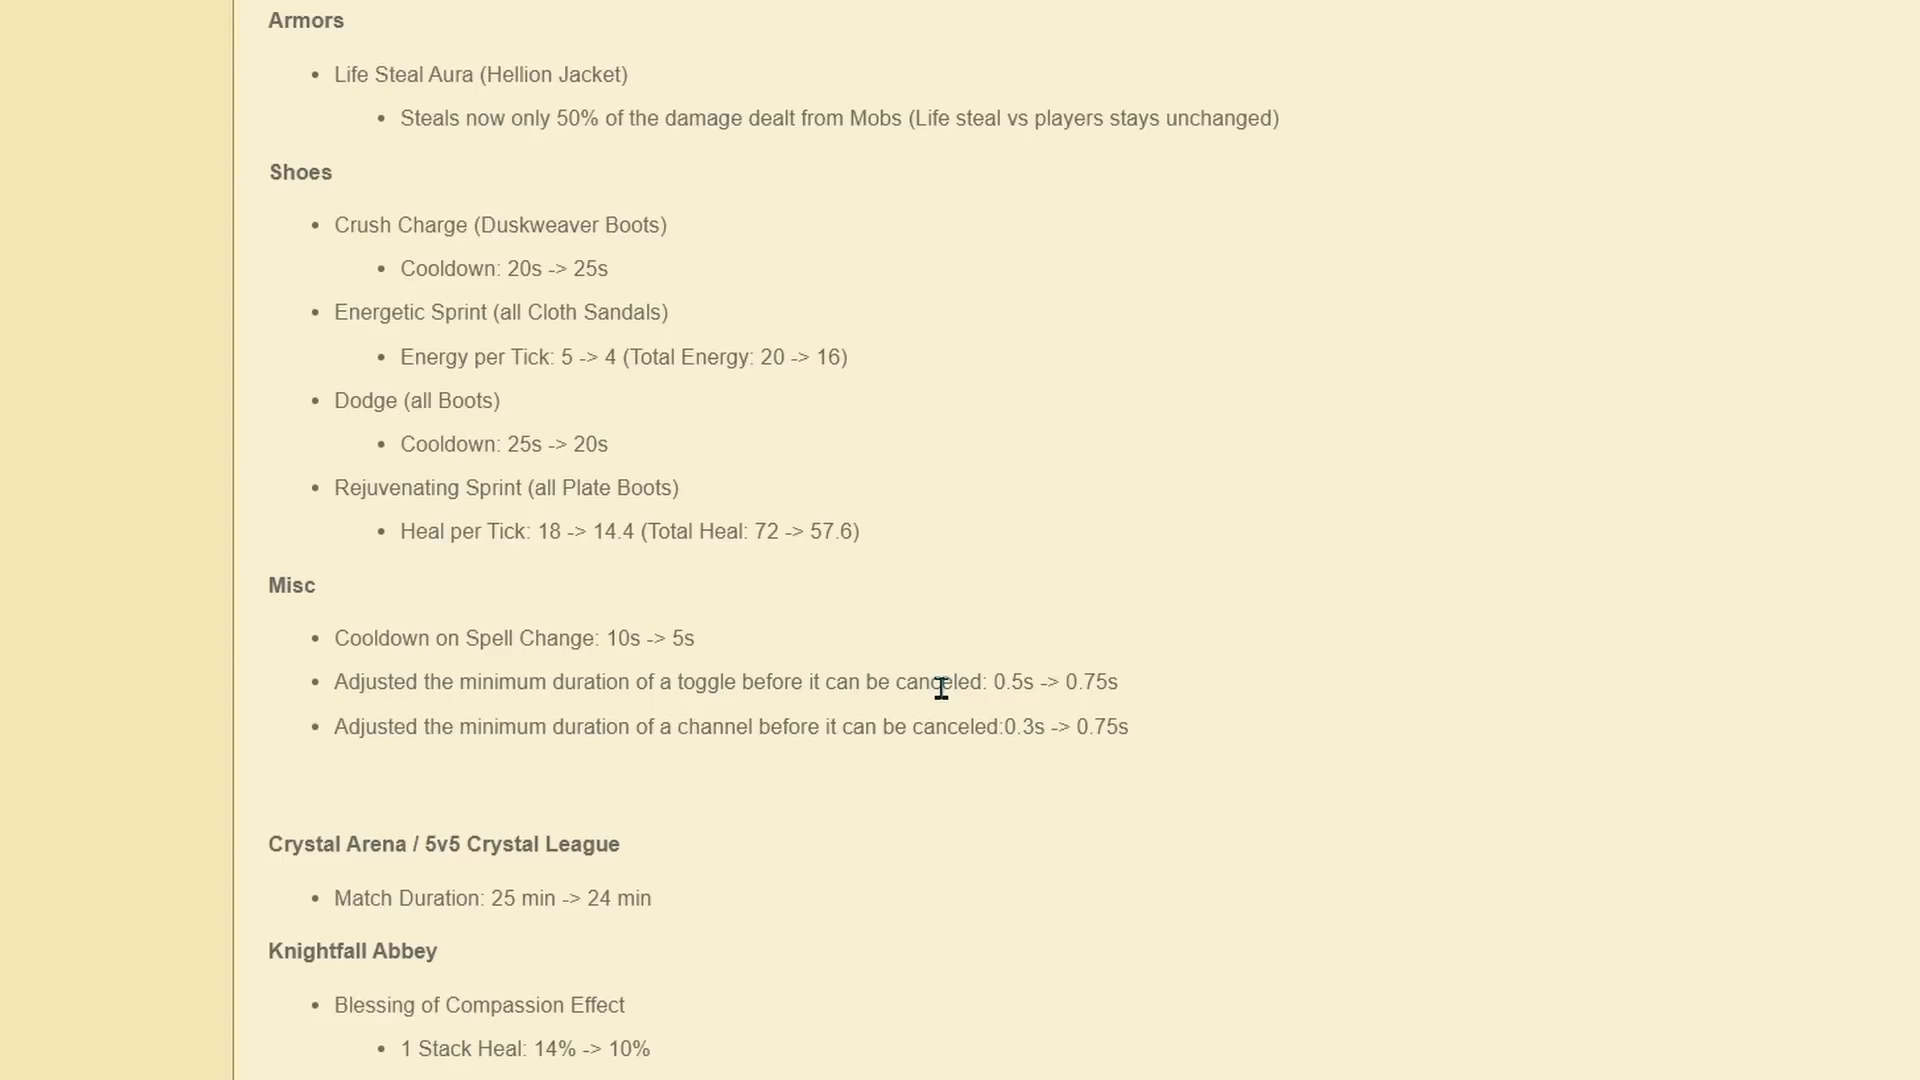 Armors
• Life Steal Aura (Hellion Jacket)
• Steals now only 50% of the damage dealt from Mobs (Life steal vs players stays unchanged)
Shoes
• Crush Charge (Duskweaver Boots)
• Cooldown: 20s -> 25s
• Energetic Sprint (all Cloth Sandals)
• Energy per Tick: 5 -> 4 (Total Energy: 20 -> 16)
• Dodge (all Boots)
• Cooldown: 25s -> 20s
• Rejuvenating Sprint (all Plate Boots)
• Heal per Tick: 18 -> 14.4 (Total Heal: 72 -> 57.6)
Misc
• Cooldown on Spell Change: 10s -> 5s
• Adjusted the minimum duration of a toggle before it can be canceled: 0.5s -> 0.75s
• Adjusted the minimum duration of a channel before it can be canceled:0.3s -> 0.75s
Crystal Arena / 5v5 Crystal League
• Match Duration: 25 min -> 24 min
Knightfall Abbey
• Blessing of Compassion Effect
• 1 Stack Heal: 14% -> 10%